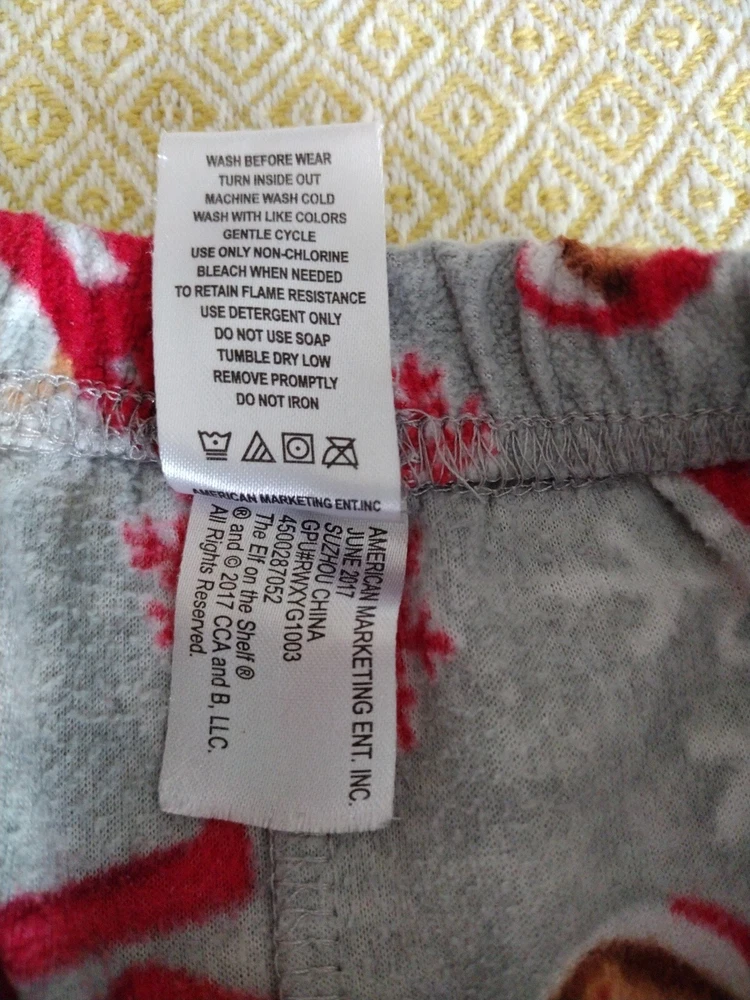 WASH BEFORE WEAR
TURN INSIDE OUT
MACHINE WASH COLD
WASH WITH LIKE COLORS
GENTLE CYCLE
USE ONLY NON-CHLORINE
BLEACH WHEN NEEDED
TO RETAIN FLAME RESISTANCE
USE DETERGENT ONLY
DO NOT USE SOAP
TUMBLE DRY LOW
REMOVE PROMPTLY
DO NOT IRON
AMERICAN MARKETING ENT.INC
AMERICAN MARKETING ENT. INC.
JUNE 2017
SUZHOU CHINA
GPU#RWXYG1003
4500287052
The Elf on the Shelf ®
® and © 2017 CCA and B, LLC.
All Rights Reserved.